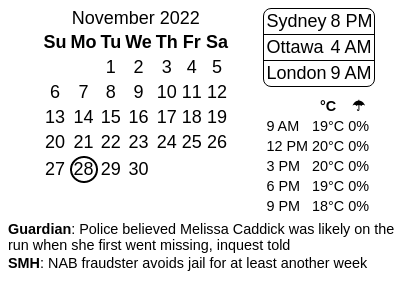 November 2022
Su Mo Tu We Th Fr Sa
1 2 3 4 5
6 7 8 9 10 11 12
13 14 15 16 17 18 19
20 21 22 23 24 25 26
27 28 29 30
Sydney 8 PM
Ottawa 4 AM
London 9 AM
°C ☂
9 AM 19°C 0%
12 PM 20°C 0%
3 PM 20°C 0%
6 PM 19°C 0%
9 PM 18°C 0%
Guardian: Police believed Melissa Caddick was likely on the
run when she first went missing, inquest told
SMH: NAB fraudster avoids jail for at least another week